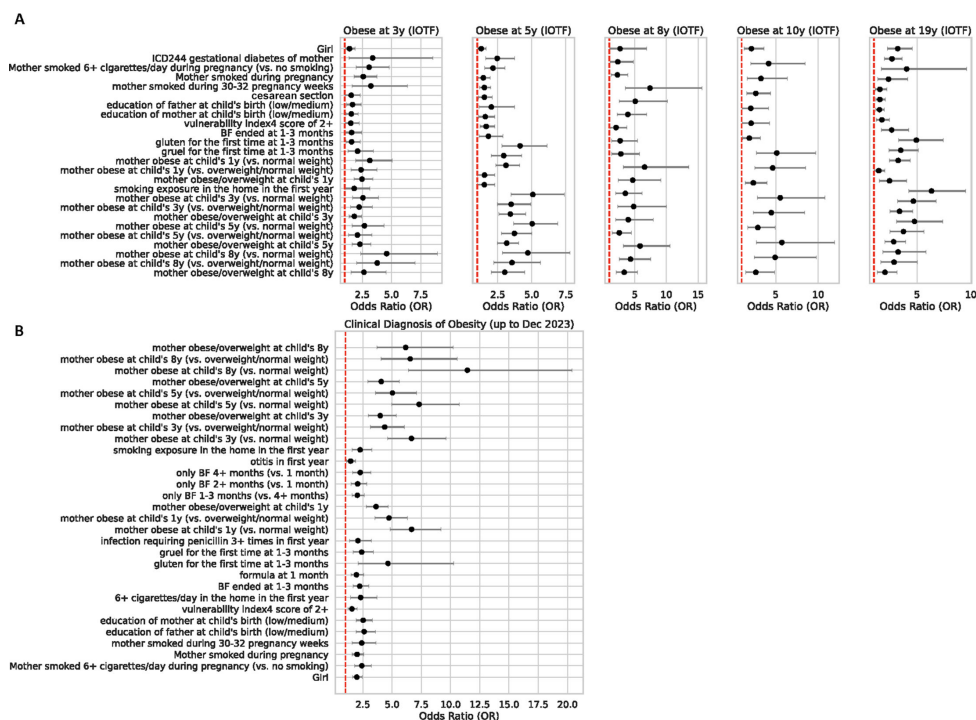 A
Obese at 3y (IOTF)
Obese at 5y (IOTF)
Obese at 8y (IOTF)
Obese at 10y (IOTF)
Obese at 19y (IOTF)
Girl
ICD244 gestational diabetes of mother
Mother smoked 6+ cigarettes/day during pregnancy (vs. no smoking)
Mother smoked during pregnancy
mother smoked during 30-32 pregnancy weeks
cesarean section
education of father at child's birth (low/medium)
education of mother at child's birth (low/medium)
vulnerability index4 score of 2+
BF ended at 1-3 months
gluten for the first time at 1-3 months
gruel for the first time at 1-3 months
mother obese at child's 1y (vs. normal weight)
mother obese at child's 1y (vs. overweight/normal weight)
mother obese/overweight at child's 1y
smoking exposure in the home in the first year
mother obese at child's 3y (vs. normal weight)
mother obese at child's 3y (vs. overweight/normal weight)
mother obese/overweight at child's 3y
mother obese at child's 5y (vs. normal weight)
mother obese at child's 5y (vs. overweight/normal weight)
mother obese/overweight at child's 5y
mother obese at child's 8y (vs. normal weight)
mother obese at child's 8y (vs. overweight/normal weight)
mother obese/overweight at child's 8y
2.5 5.0 7.5
2.5 5.0 7.5
5 10 15
5 10
5 10
Odds Ratio (OR)
Odds Ratio (OR)
Odds Ratio (OR)
Odds Ratio (OR)
Odds Ratio (OR)
B
Clinical Diagnosis of Obesity (up to Dec 2023)
mother obese/overweight at child's 8y
mother obese at child's 8y (vs. overweight/normal weight)
mother obese at child's 8y (vs. normal weight)
mother obese/overweight at child's 5y
mother obese at child's 5y (vs. overweight/normal weight)
mother obese at child's 5y (vs. normal weight)
mother obese/overweight at child's 3y
mother obese at child's 3y (vs. overweight/normal weight)
mother obese at child's 3y (vs. normal weight)
smoking exposure in the home in the first year
otitis in first year
only BF 4+ months (vs. 1 month)
only BF 2+ months (vs. 1 month)
only BF 1-3 months (vs. 4+ months)
mother obese/overweight at child's 1y
mother obese at child's 1y (vs. overweight/normal weight)
mother obese at child's 1y (vs. normal weight)
infection requiring penicillin 3+ times in first year
gruel for the first time at 1-3 months
gluten for the first time at 1-3 months
formula at 1 month
BF ended at 1-3 months
6+ cigarettes/day in the home in the first year
vulnerability index4 score of 2+
education of mother at child's birth (low/medium)
education of father at child's birth (low/medium)
mother smoked during 30-32 pregnancy weeks
Mother smoked during pregnancy
Mother smoked 6+ cigarettes/day during pregnancy (vs. no smoking)
Girl
2.5 5.0 7.5 10.0 12.5 15.0 17.5 20.0
Odds Ratio (OR)